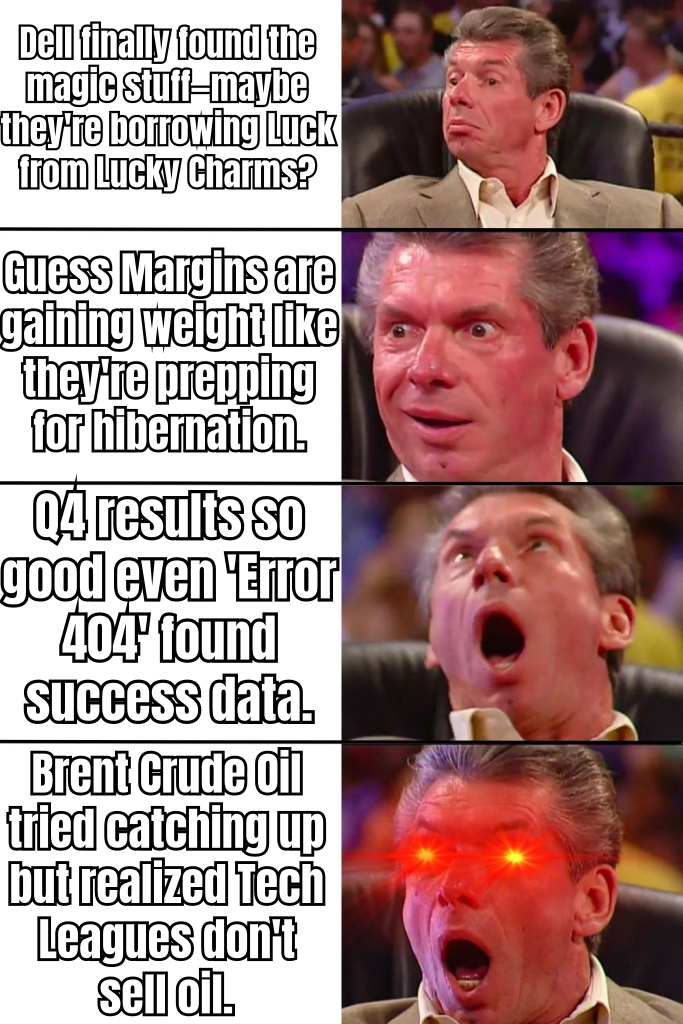 Dell finally found the
magic stuff—maybe
they're borrowing Luck
from Lucky Charms?
Guess Margins are
gaining weight like
they're prepping
for hibernation.
Q4 results so
good even 'Error
404' found
success data.
Brent Crude Oil
tried catching up
but realized Tech
Leagues don't
sell oil.